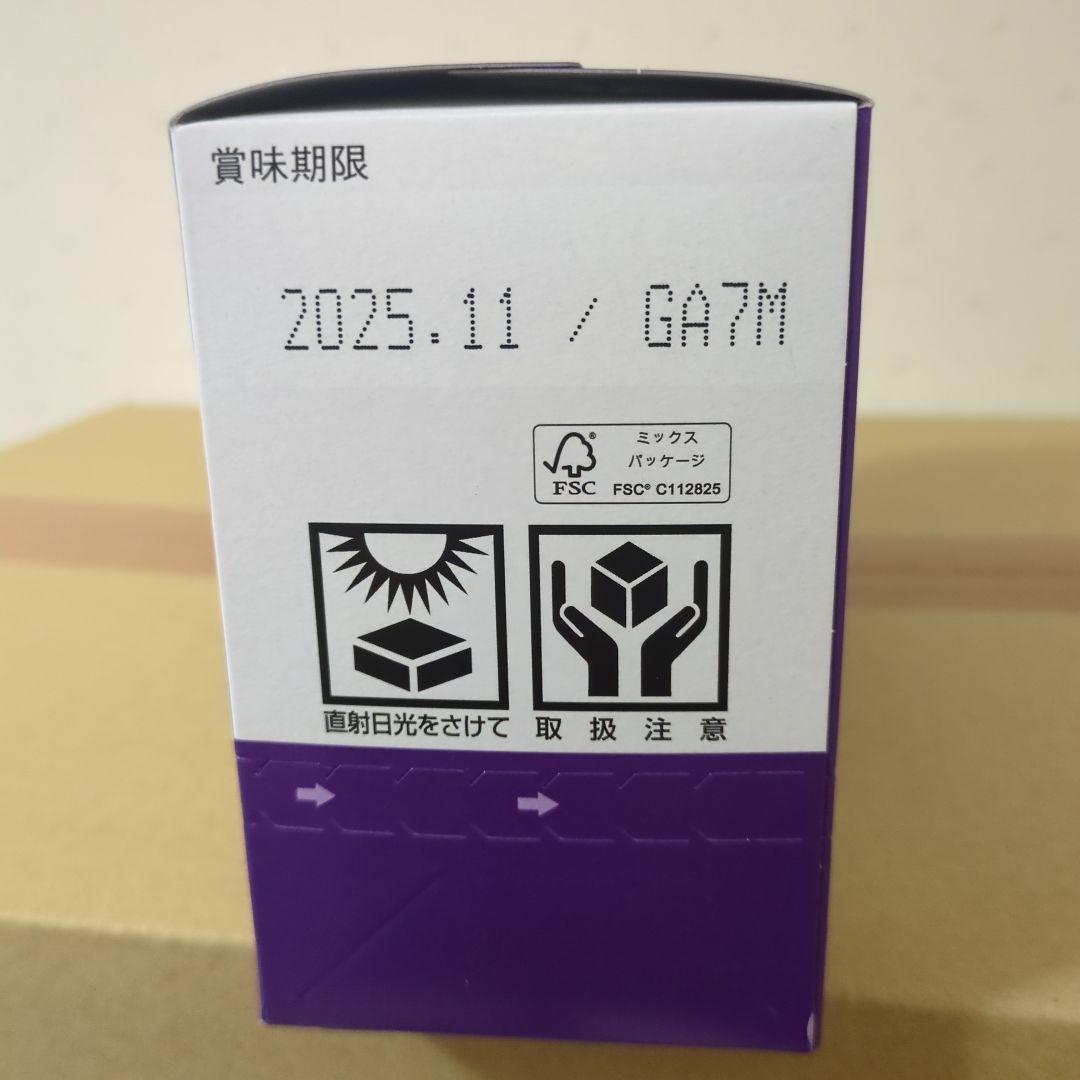 賞味期限
2025.11 / GA7M
ミックス
パッケージ
FSC® C112825
®
FSC
直射日光をさけて
取扱注意